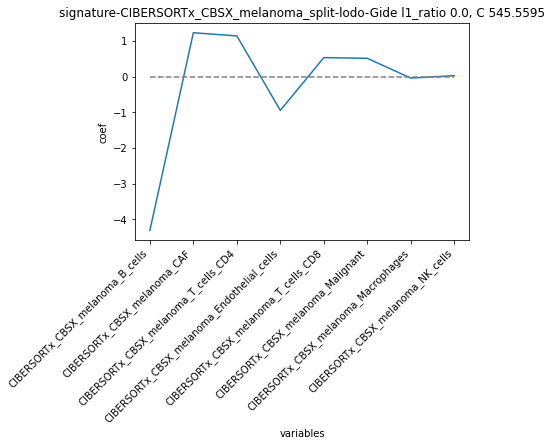 signature-CIBERSORTx_CBSX_melanoma_split-lodo-Gide l1_ratio 0.0, C 545.5595
1
0
−1
−2
−3
−4
coef
CIBERSORTx_CBSX_melanoma_B_cells
CIBERSORTx_CBSX_melanoma_CAF
CIBERSORTx_CBSX_melanoma_T_cells_CD4
CIBERSORTx_CBSX_melanoma_Endothelial_cells
CIBERSORTx_CBSX_melanoma_T_cells_CD8
CIBERSORTx_CBSX_melanoma_Malignant
CIBERSORTx_CBSX_melanoma_Macrophages
CIBERSORTx_CBSX_melanoma_NK_cells
variables